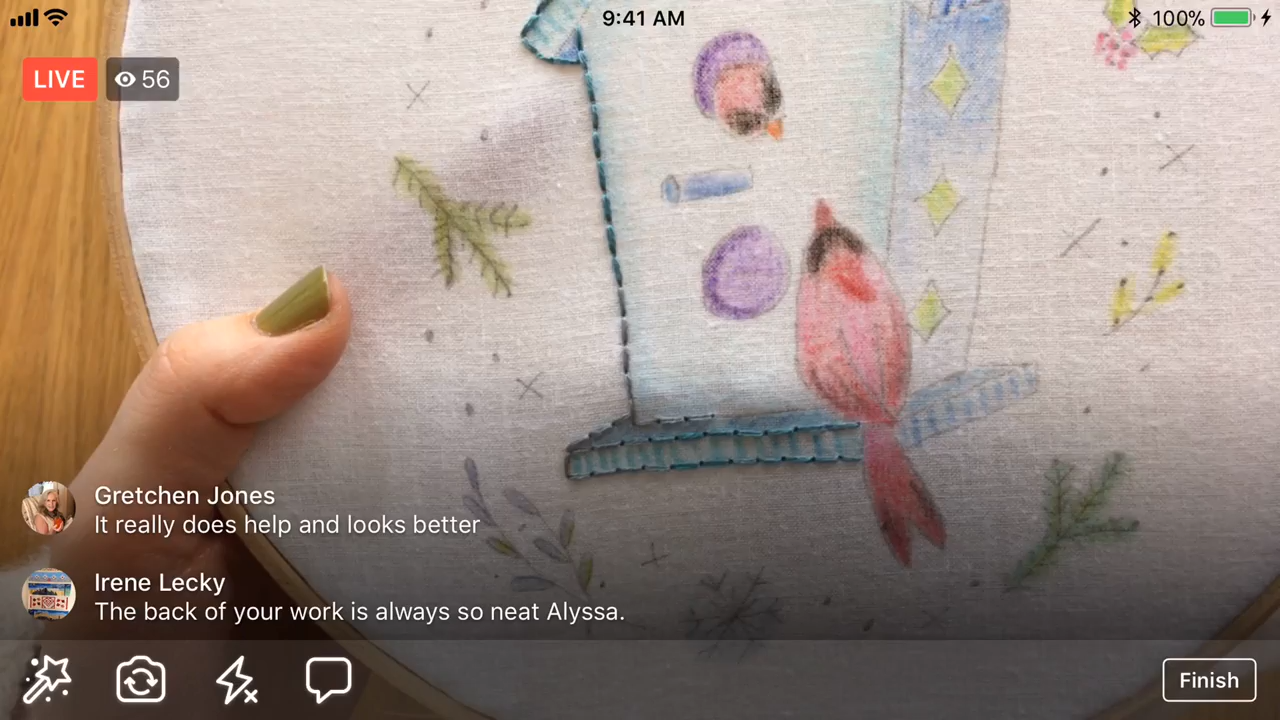 9:41 AM
100%
LIVE
56
Gretchen Jones
It really does help and looks better
Irene Lecky
The back of your work is always so neat Alyssa.
Finish